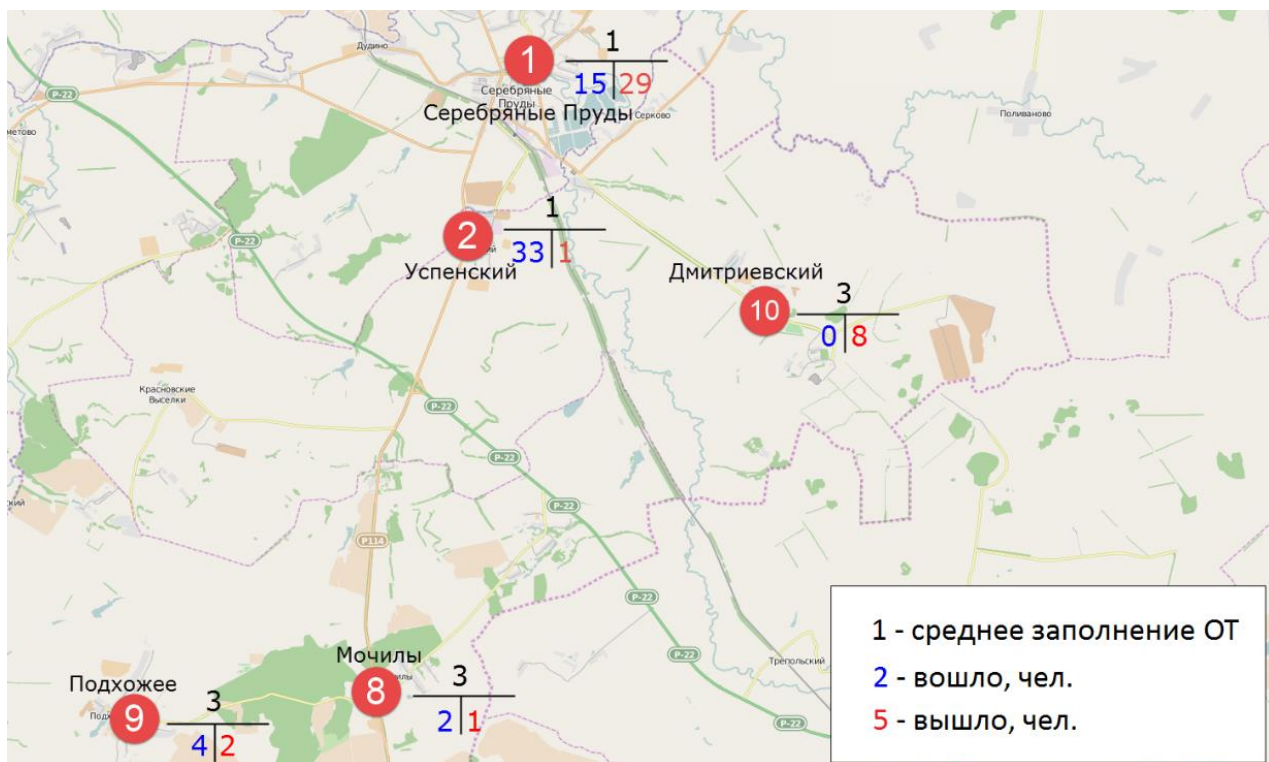 Дудино
1
1
15 29
Серебряные
Пруды
Серебряные Пруды
Серково
Поливаново
Р-22
метово
1
2
33 1
Успенский
Р-22
Дмитриевский
3
10
0 8
Красновские
Выселки
Р-22
Р-22
Р-22
Р114
Р-22
Мочилы
3
8
2 1
Подхожее
3
9
4 2
Трепольский
Р-22
1 - среднее заполнение ОТ
2 - вошло, чел.
5 - вышло, чел.